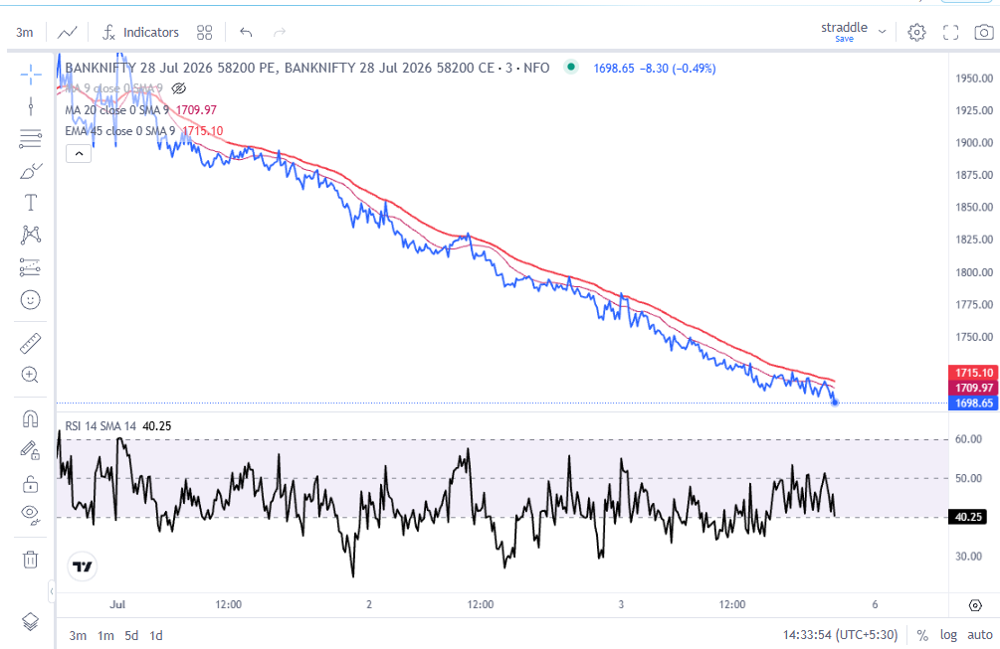 3m
Indicators
straddle
Save
BANKNIFTY 28 Jul 2026 58200 PE, BANKNIFTY 28 Jul 2026 58200 CE · 3 · NFO
1698.65 −8.30 (−0.49%)
MA 9 close 0 SMA 9
MA 20 close 0 SMA 9 1709.97
EMA 45 close 0 SMA 9 1715.10
1950.00
1925.00
1900.00
1875.00
1850.00
1825.00
1800.00
1775.00
1750.00
1715.10
1709.97
1698.65
RSI 14 SMA 14 40.25
60.00
50.00
40.25
30.00
Jul 12:00 2 12:00 3 12:00 6
3m 1m 5d 1d
14:33:54 (UTC+5:30) % log auto